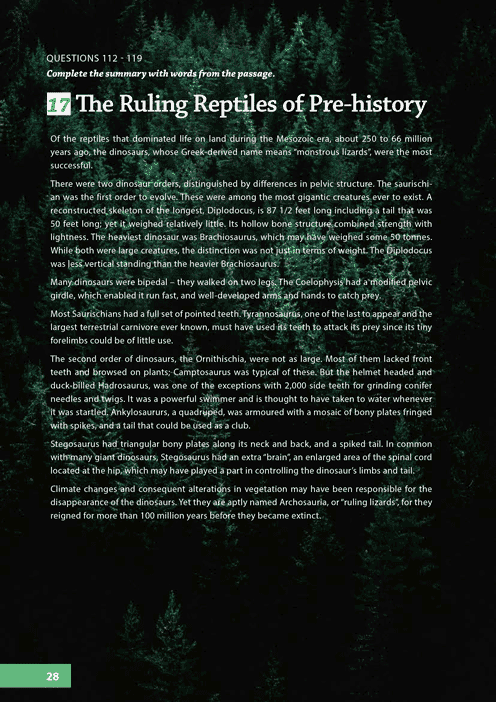 QUESTIONS 112 - 119
Complete the summary with words from the passage.
17 The Ruling Reptiles of Pre-history
Of the reptiles that dominated life on land during the Mesozoic era, about 250 to 66 million
years ago, the dinosaurs, whose Greek-derived name means “monstrous lizards”, were the most
successful.
There were two dinosaur orders, distinguished by differences in pelvic structure. The saurischi-
an was the first order to evolve. These were among the most gigantic creatures ever to exist. A
reconstructed skeleton of the longest, Diplodocus, is 87 1/2 feet long including a tail that was
50 feet long; yet it weighed relatively little. Its hollow bone structure combined strength with
lightness. The heaviest dinosaur was Brachiosaurus, which may have weighed some 50 tonnes.
While both were large creatures, the distinction was not just in terms of weight. The Diplodocus
was less vertical standing than the heavier Brachiosaurus.
Many dinosaurs were bipedal – they walked on two legs. The Coelophysis had a modified pelvic
girdle, which enabled it run fast, and well-developed arms and hands to catch prey.
Most Saurischians had a full set of pointed teeth. Tyrannosaurus, one of the last to appear and the
largest terrestrial carnivore ever known, must have used its teeth to attack its prey since its tiny
forelimbs could be of little use.
The second order of dinosaurs, the Ornithischia, were not as large. Most of them lacked front
teeth and browsed on plants; Camptosaurus was typical of these. But the helmet headed and
duck-billed Hadrosaurus, was one of the exceptions with 2,000 side teeth for grinding conifer
needles and twigs. It was a powerful swimmer and is thought to have taken to water whenever
it was startled. Ankylosaururs, a quadruped, was armoured with a mosaic of bony plates fringed
with spikes, and a tail that could be used as a club.
Stegosaurus had triangular bony plates along its neck and back, and a spiked tail. In common
with many giant dinosaurs, Stegosaurus had an extra “brain”, an enlarged area of the spinal cord
located at the hip, which may have played a part in controlling the dinosaur’s limbs and tail.
Climate changes and consequent alterations in vegetation may have been responsible for the
disappearance of the dinosaurs. Yet they are aptly named Archosauria, or “ruling lizards”, for they
reigned for more than 100 million years before they became extinct.
28